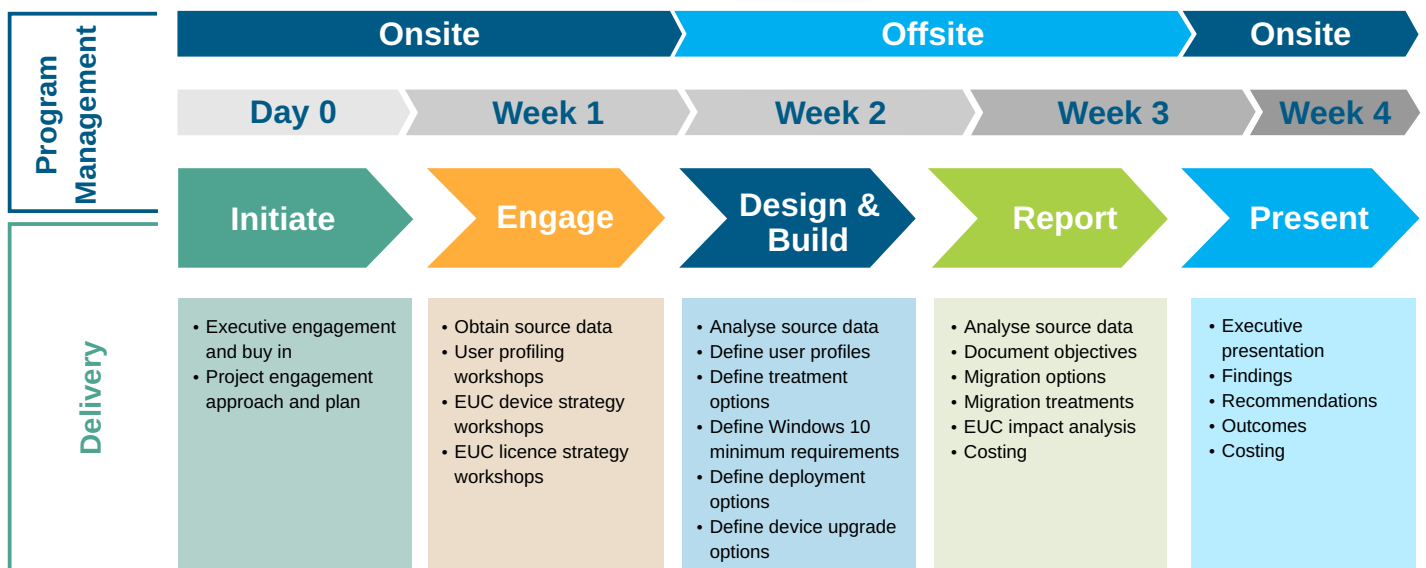 Program
Management
Onsite
Offsite
Onsite
Day 0
Week 1
Week 2
Week 3
Week 4
Initiate
Engage
Design &
Build
Report
Present
Delivery
• Executive engagement
and buy in
• Project engagement
approach and plan
• Obtain source data
• User profiling
workshops
• EUC device strategy
workshops
• EUC licence strategy
workshops
• Analyse source data
• Define user profiles
• Define treatment
options
• Define Windows 10
minimum requirements
• Define deployment
options
• Define device upgrade
options
• Analyse source data
• Document objectives
• Migration options
• Migration treatments
• EUC impact analysis
• Costing
• Executive
presentation
• Findings
• Recommendations
• Outcomes
• Costing